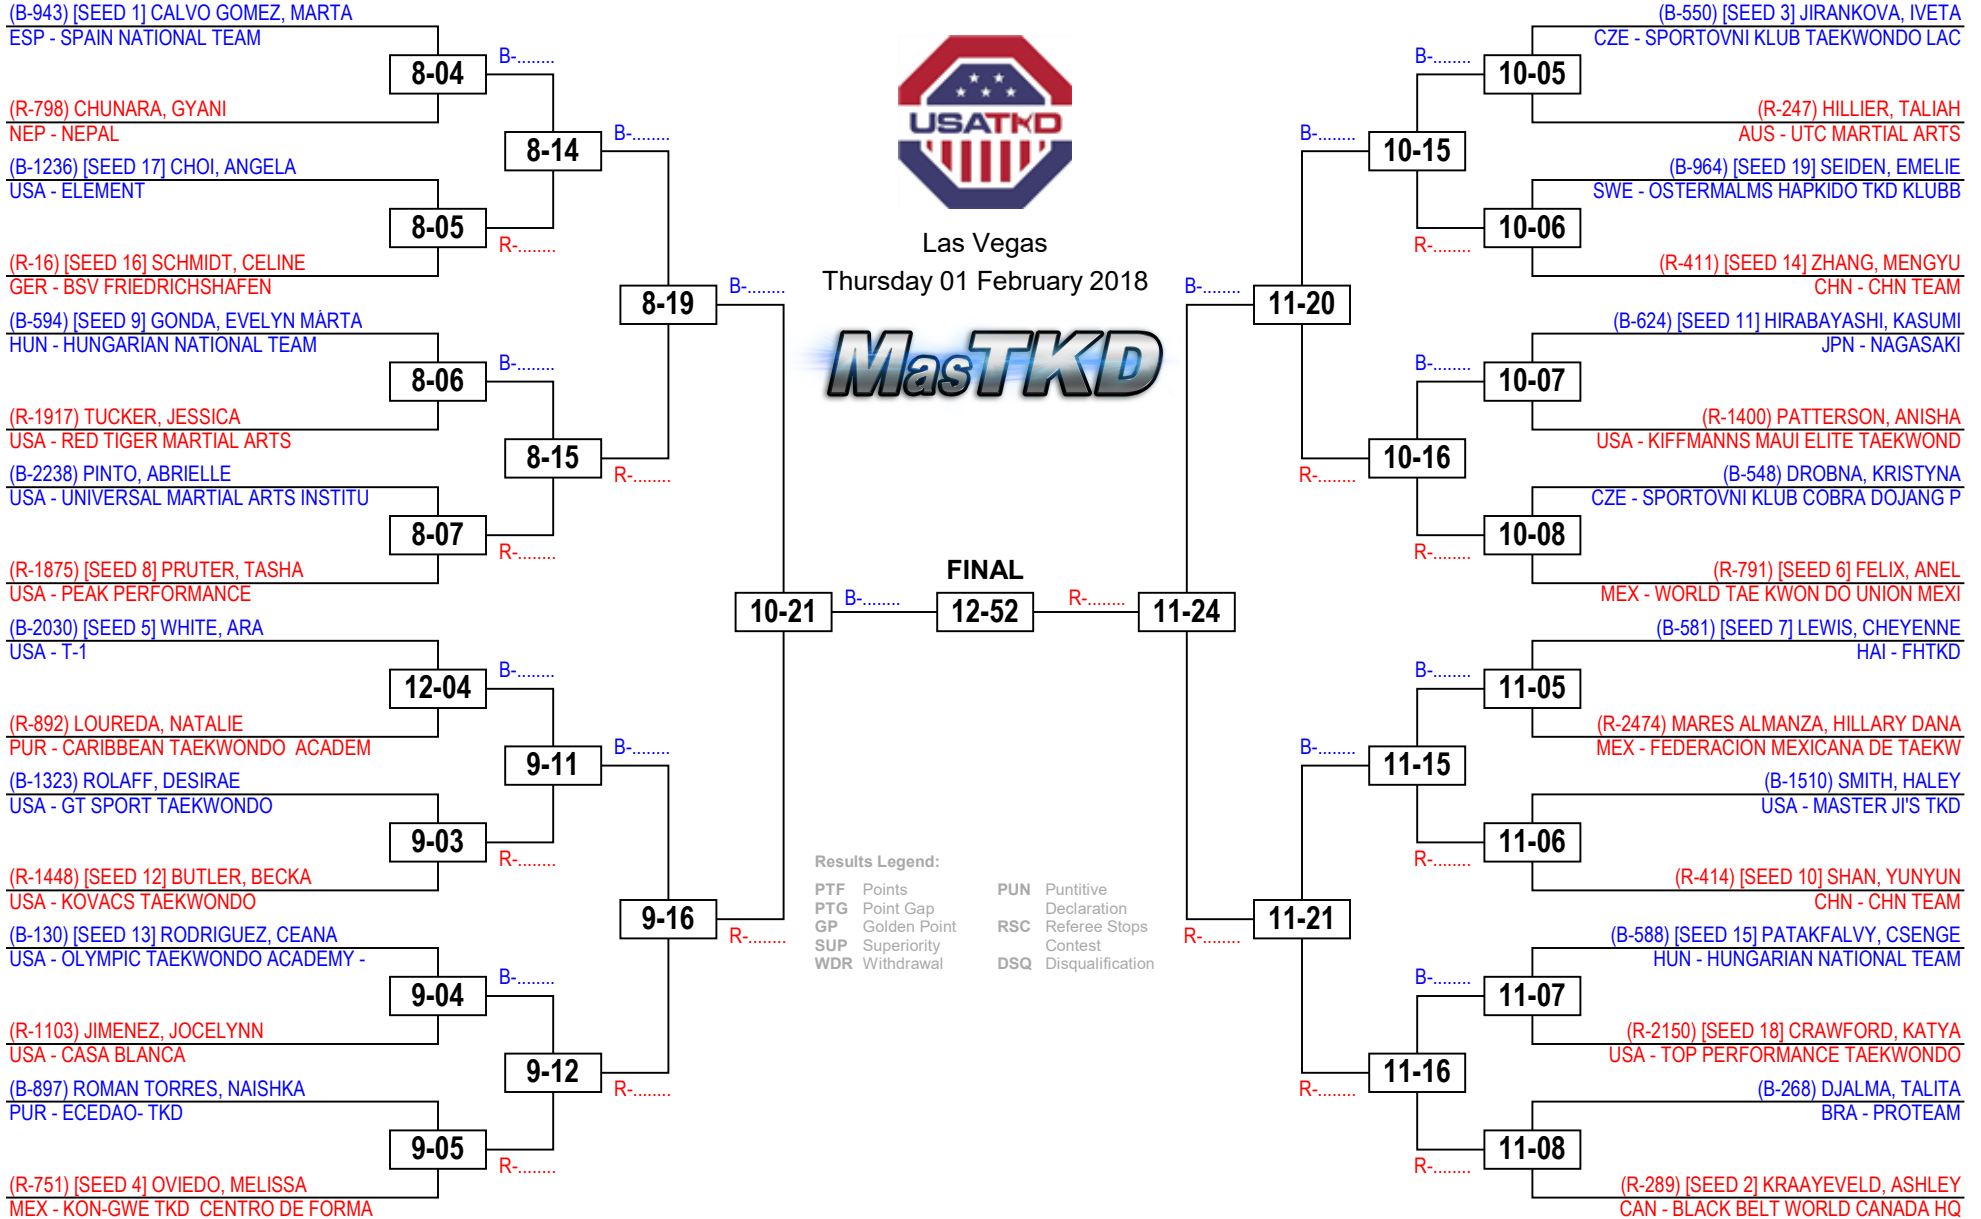 (B-943) [SEED 1] CALVO GOMEZ, MARTA
ESP - SPAIN NATIONAL TEAM
8-04
B-........
(R-798) CHUNARA, GYANI
NEP - NEPAL
8-14
B-........
(B-1236) [SEED 17] CHOI, ANGELA
USA - ELEMENT
8-05
R-........
(R-16) [SEED 16] SCHMIDT, CELINE
GER - BSV FRIEDRICHSHAFEN
8-19
B-........
(B-594) [SEED 9] GONDA, EVELYN MÁRTA
HUN - HUNGARIAN NATIONAL TEAM
8-06
B-........
(R-1917) TUCKER, JESSICA
USA - RED TIGER MARTIAL ARTS
8-15
R-........
(B-2238) PINTO, ABRIELLE
USA - UNIVERSAL MARTIAL ARTS INSTITU
8-07
R-........
(R-1875) [SEED 8] PRUTER, TASHA
USA - PEAK PERFORMANCE
10-21
B-........
(B-2030) [SEED 5] WHITE, ARA
USA - T-1
12-04
B-........
(R-892) LOUREDA, NATALIE
PUR - CARIBBEAN TAEKWONDO  ACADEM
9-11
B-........
(B-1323) ROLAFF, DESIRAE
USA - GT SPORT TAEKWONDO
9-03
R-........
(R-1448) [SEED 12] BUTLER, BECKA
USA - KOVACS TAEKWONDO
9-16
R-........
(B-130) [SEED 13] RODRIGUEZ, CEANA
USA - OLYMPIC TAEKWONDO ACADEMY -
9-04
B-........
(R-1103) JIMENEZ, JOCELYNN
USA - CASA BLANCA
9-12
R-........
(B-897) ROMAN TORRES, NAISHKA
PUR - ECEDAO- TKD
9-05
R-........
(R-751) [SEED 4] OVIEDO, MELISSA
MEX - KON-GWE TKD  CENTRO DE FORMA
USATKD
Las Vegas
Thursday 01 February 2018
MasTKD
FINAL
12-52
Results Legend:
PTF Points
PTG Point Gap
GP Golden Point
SUP Superiority
WDR Withdrawal
PUN Puntitive
Declaration
RSC Referee Stops
Contest
DSQ Disqualification
(B-550) [SEED 3] JIRANKOVA, IVETA
CZE - SPORTOVNI KLUB TAEKWONDO LAC
B-........
10-05
(R-247) HILLIER, TALIAH
AUS - UTC MARTIAL ARTS
B-........
10-15
(B-964) [SEED 19] SEIDEN, EMELIE
SWE - OSTERMALMS HAPKIDO TKD KLUBB
R-........
10-06
(R-411) [SEED 14] ZHANG, MENGYU
CHN - CHN TEAM
B-........
11-20
(B-624) [SEED 11] HIRABAYASHI, KASUMI
JPN - NAGASAKI
B-........
10-07
(R-1400) PATTERSON, ANISHA
USA - KIFFMANNS MAUI ELITE TAEKWOND
R-........
10-16
(B-548) DROBNA, KRISTYNA
CZE - SPORTOVNI KLUB COBRA DOJANG P
R-........
10-08
(R-791) [SEED 6] FELIX, ANEL
MEX - WORLD TAE KWON DO UNION MEXI
R-........
11-24
(B-581) [SEED 7] LEWIS, CHEYENNE
HAI - FHTKD
B-........
11-05
(R-2474) MARES ALMANZA, HILLARY DANA
MEX - FEDERACION MEXICANA DE TAEKW
B-........
11-15
(B-1510) SMITH, HALEY
USA - MASTER JI'S TKD
R-........
11-06
(R-414) [SEED 10] SHAN, YUNYUN
CHN - CHN TEAM
R-........
11-21
(B-588) [SEED 15] PATAKFALVY, CSENGE
HUN - HUNGARIAN NATIONAL TEAM
B-........
11-07
(R-2150) [SEED 18] CRAWFORD, KATYA
USA - TOP PERFORMANCE TAEKWONDO
R-........
11-16
(B-268) DJALMA, TALITA
BRA - PROTEAM
R-........
11-08
(R-289) [SEED 2] KRAAYEVELD, ASHLEY
CAN - BLACK BELT WORLD CANADA HQ